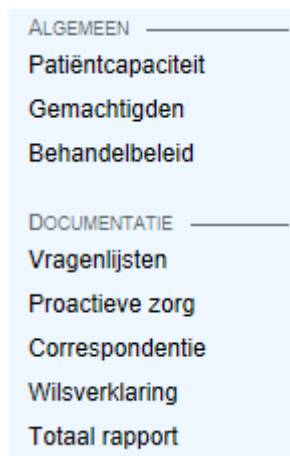 ALGEMEEN
Patiëntcapaciteit
Gemachtigden
Behandelbeleid
DOCUMENTATIE
Vragenlijsten
Proactieve zorg
Correspondentie
Wilsverklaring
Totaal rapport